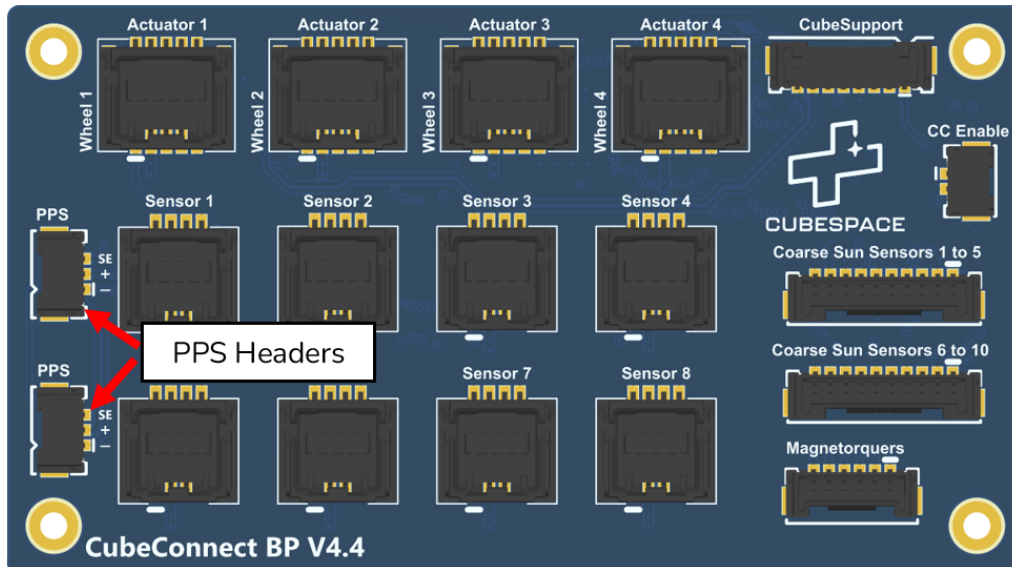 Actuator 1
Actuator 2
Actuator 3
Actuator 4
CubeSupport
Wheel 1
Wheel 2
Wheel 3
Wheel 4
CC Enable
CUBESPACE
PPS
SE
+
−
Sensor 1
Sensor 2
Sensor 3
Sensor 4
Coarse Sun Sensors 1 to 5
PPS Headers
Coarse Sun Sensors 6 to 10
PPS
SE
+
−
Sensor 7
Sensor 8
Magnetorquers
CubeConnect BP V4.4